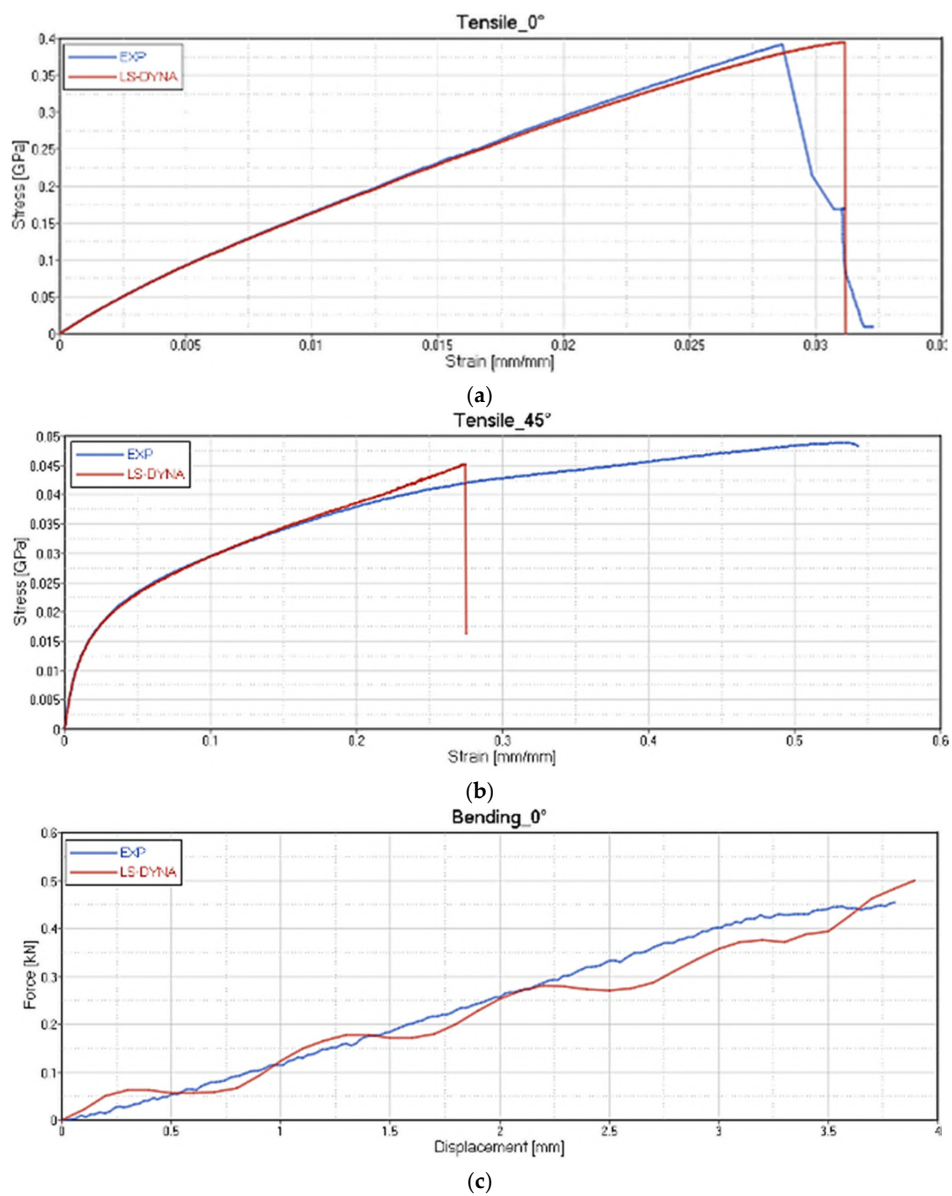 Tensile_0°
EXP
LS-DYNA
Stress [GPa]
0.4
0.35
0.3
0.25
0.2
0.15
0.1
0.05
0
0 0.005 0.01 0.015 0.02 0.025 0.03 0.03
Strain [mm/mm]
(a)
Tensile_45°
EXP
LS-DYNA
Stress [GPa]
0.05
0.045
0.04
0.035
0.03
0.025
0.02
0.015
0.01
0.005
0
0 0.1 0.2 0.3 0.4 0.5 0.6
Strain [mm/mm]
(b)
Bending_0°
EXP
LS-DYNA
Force [kN]
0.6
0.5
0.4
0.3
0.2
0.1
0
0 0.5 1 1.5 2 2.5 3 3.5 4
Displacement [mm]
(c)